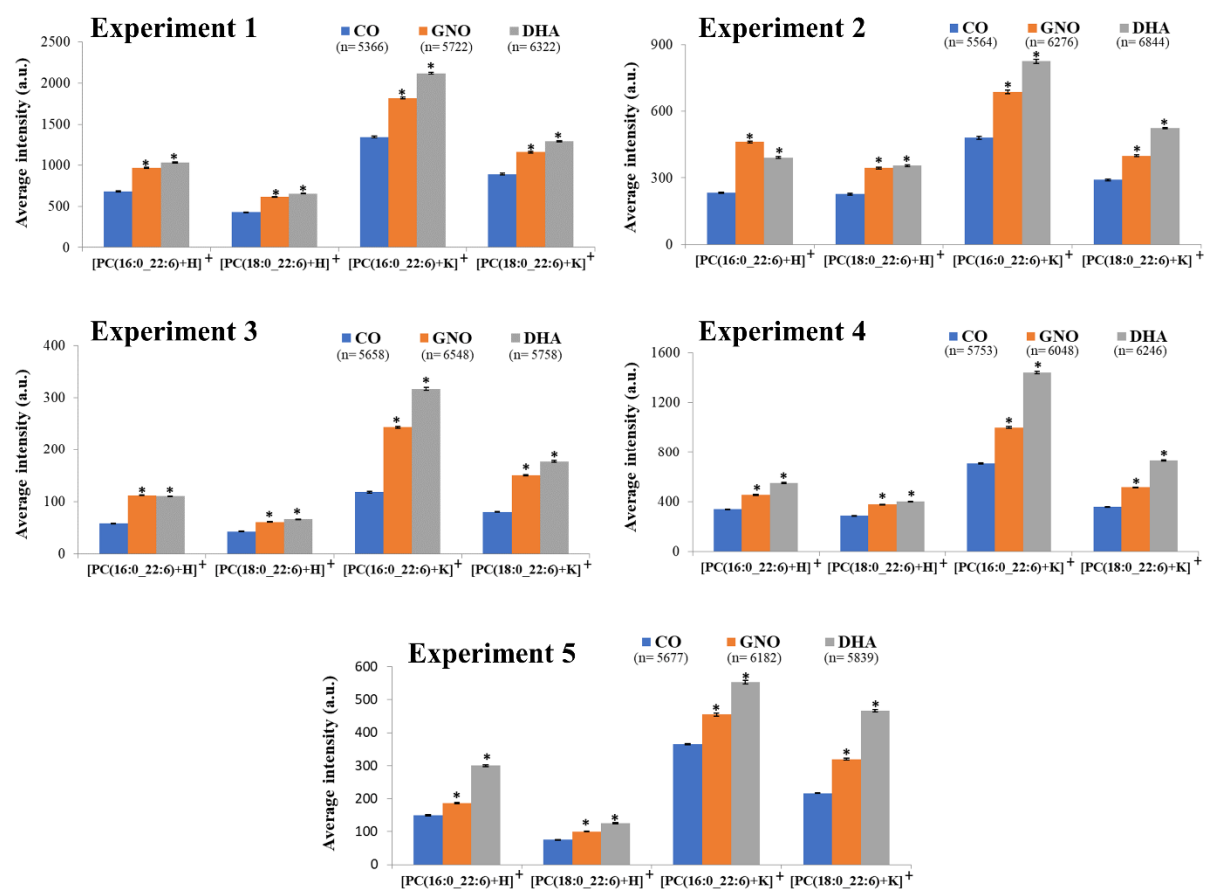 Experiment 1
CO GNO DHA
(n= 5366) (n= 5722) (n= 6322)
Average intensity (a.u.)
2500
2000
1500
1000
500
0
* * * * * * * *
[PC(16:0_22:6)+H]+ [PC(18:0_22:6)+H]+ [PC(16:0_22:6)+K]+ [PC(18:0_22:6)+K]+
Experiment 2
CO GNO DHA
(n= 5564) (n= 6276) (n= 6844)
Average intensity (a.u.)
900
600
300
0
* * * * * * * *
[PC(16:0_22:6)+H]+ [PC(18:0_22:6)+H]+ [PC(16:0_22:6)+K]+ [PC(18:0_22:6)+K]+
Experiment 3
CO GNO DHA
(n= 5658) (n= 6548) (n= 5758)
Average intensity (a.u.)
400
300
200
100
0
* * * * * * * *
[PC(16:0_22:6)+H]+ [PC(18:0_22:6)+H]+ [PC(16:0_22:6)+K]+ [PC(18:0_22:6)+K]+
Experiment 4
CO GNO DHA
(n= 5753) (n= 6048) (n= 6246)
Average intensity (a.u.)
1600
1200
800
400
0
* * * * * * * *
[PC(16:0_22:6)+H]+ [PC(18:0_22:6)+H]+ [PC(16:0_22:6)+K]+ [PC(18:0_22:6)+K]+
Experiment 5
CO GNO DHA
(n= 5677) (n= 6182) (n= 5839)
Average intensity (a.u.)
600
500
400
300
200
100
0
* * * * * * * *
[PC(16:0_22:6)+H]+ [PC(18:0_22:6)+H]+ [PC(16:0_22:6)+K]+ [PC(18:0_22:6)+K]+